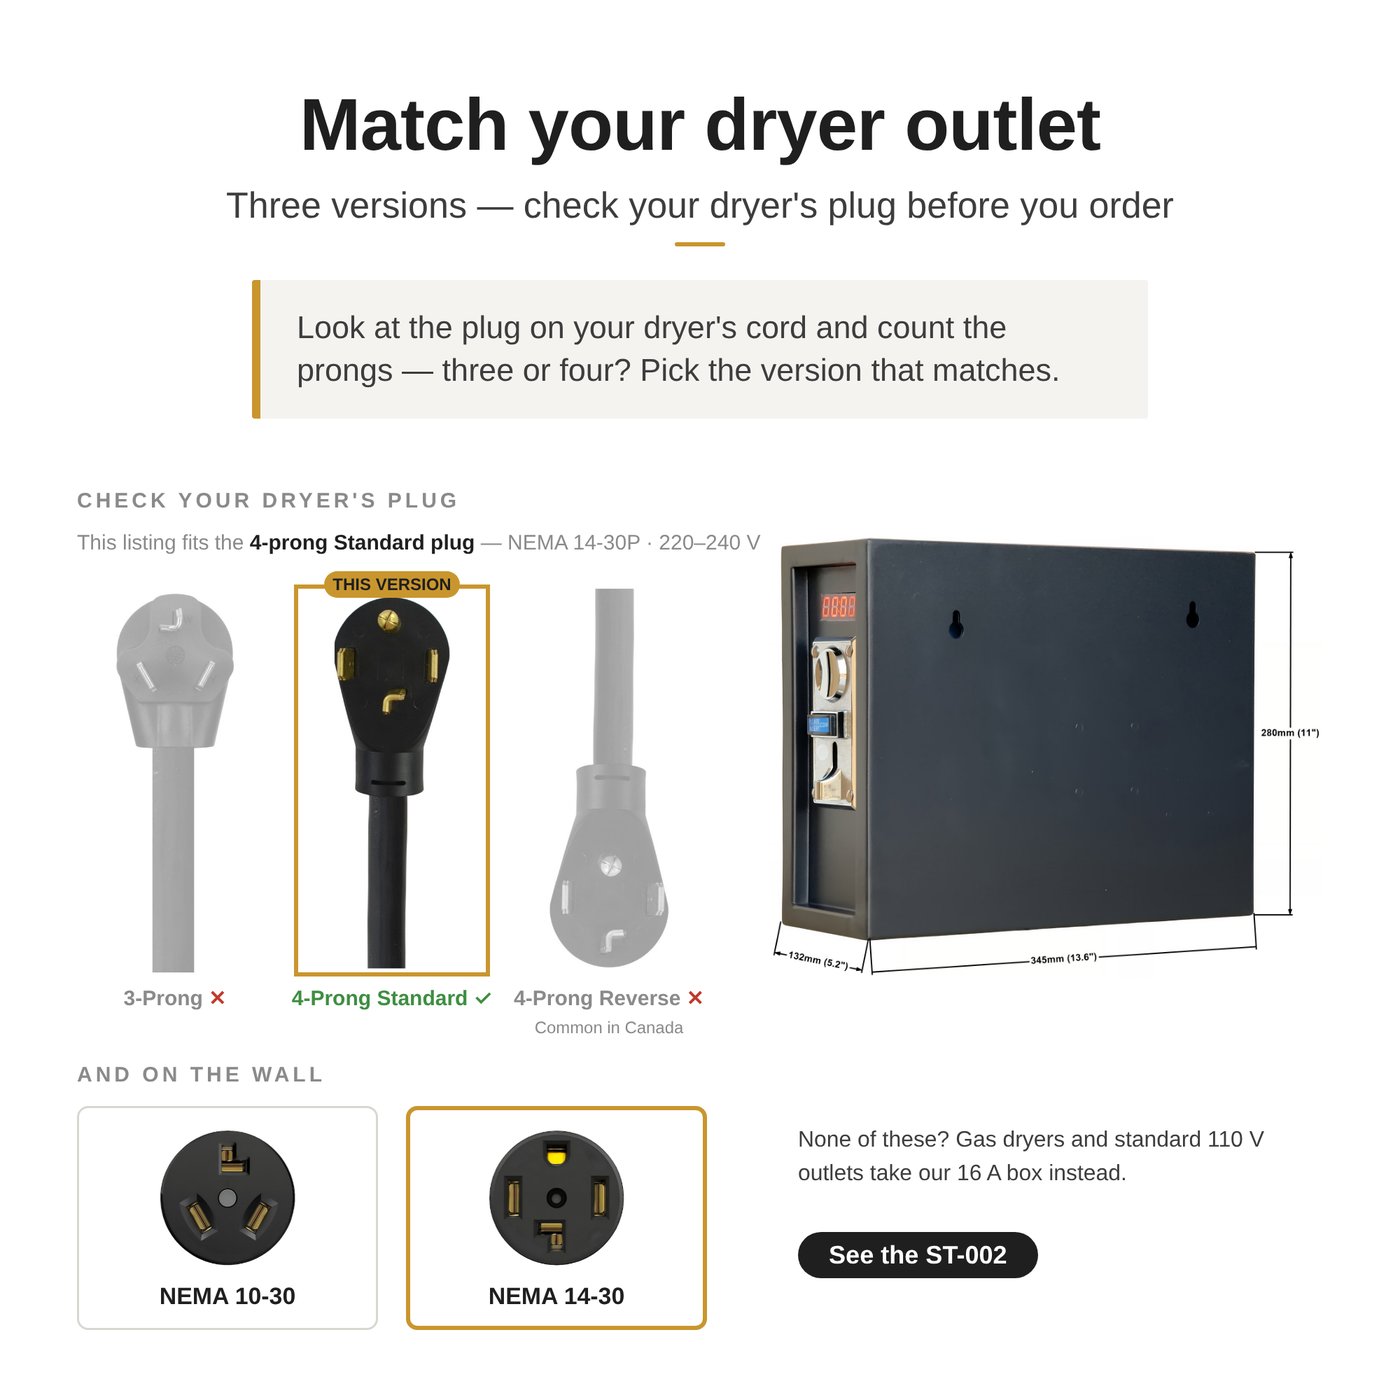 Match your dryer outlet
Three versions — check your dryer's plug before you order
Look at the plug on your dryer's cord and count the
prongs — three or four? Pick the version that matches.
CHECK YOUR DRYER'S PLUG
This listing fits the 4-prong Standard plug — NEMA 14-30P · 220–240 V
THIS VERSION
280mm (11")
132mm (5.2")
345mm (13.6")
3-Prong ✕
4-Prong Standard ✓
4-Prong Reverse ✕
Common in Canada
AND ON THE WALL
NEMA 10-30
NEMA 14-30
None of these? Gas dryers and standard 110 V
outlets take our 16 A box instead.
See the ST-002